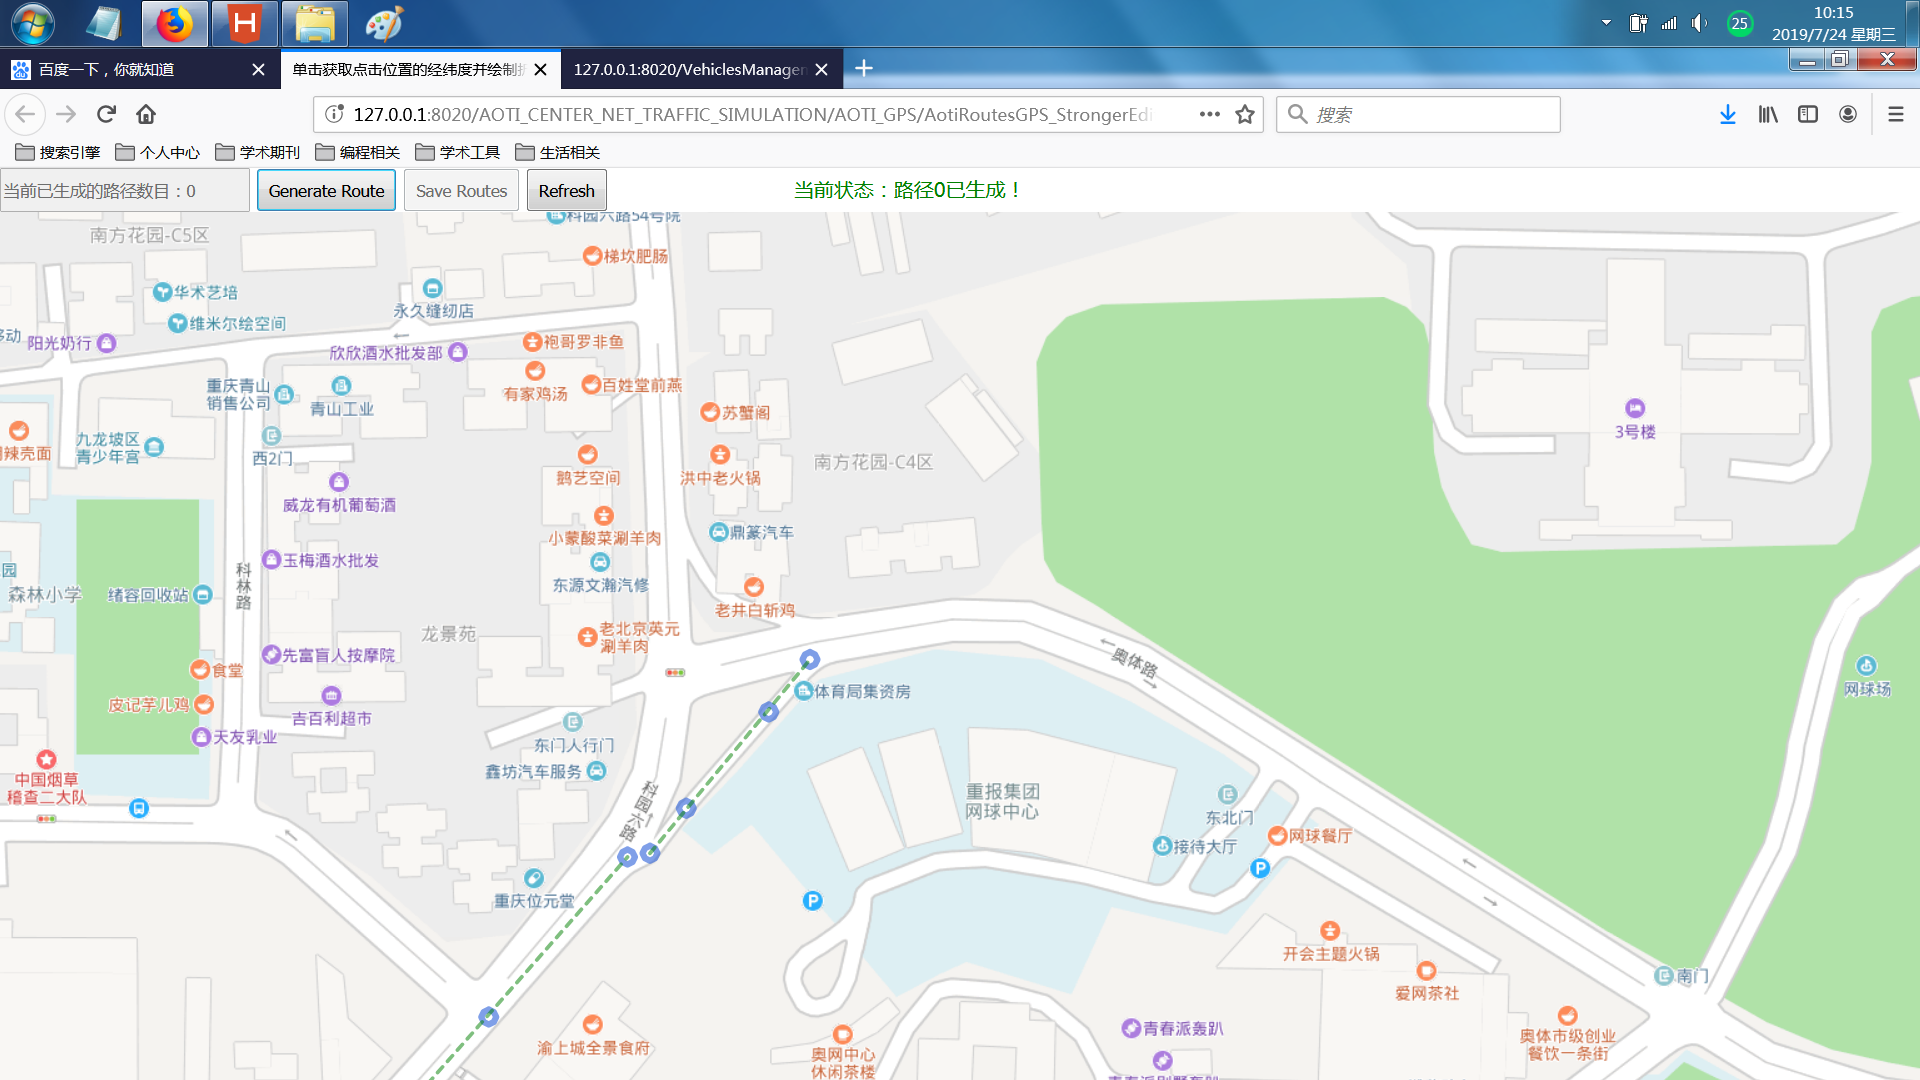 10:15
25
2019/7/24 星期三
百度一下，你就知道
单击获取点击位置的经纬度并绘制折
127.0.0.1:8020/VehiclesManager
127.0.0.1:8020/AOTI_CENTER_NET_TRAFFIC_SIMULATION/AOTI_GPS/AotiRoutesGPS_StrongerEdi
搜索
搜索引擎
个人中心
学术期刊
编程相关
学术工具
生活相关
当前已生成的路径数目：0
Generate Route
Save Routes
Refresh
当前状态：路径0已生成！
科园六路54号院
南方花园-C5区
梯坎肥肠
华术艺培
永久缝纫店
维米尔绘空间
移动
阳光奶行
欣欣酒水批发部
袍哥罗非鱼
重庆青山
销售公司
青山工业
有家鸡汤
百姓堂前燕
苏蟹阁
3号楼
九龙坡区
青少年宫
胡辣壳面
西2门
南方花园-C4区
鹅艺空间
洪中老火锅
威龙有机葡萄酒
小蒙酸菜涮羊肉
鼎篆汽车
玉梅酒水批发
科林路
东源文瀚汽修
园
森林小学
绪容回收站
老井白斩鸡
龙景苑
老北京英元
涮羊肉
先富盲人按摩院
奥体路
食堂
体育局集资房
网球场
皮记芋儿鸡
吉百利超市
天友乳业
东门人行门
鑫坊汽车服务
中国烟草
稽查二大队
科园六路
重报集团
网球中心
东北门
网球餐厅
接待大厅
P
重庆位元堂
P
开会主题火锅
南门
爱网茶社
渝上城全景食府
青春派轰趴
奥网中心
休闲茶楼
奥体市级创业
餐饮一条街